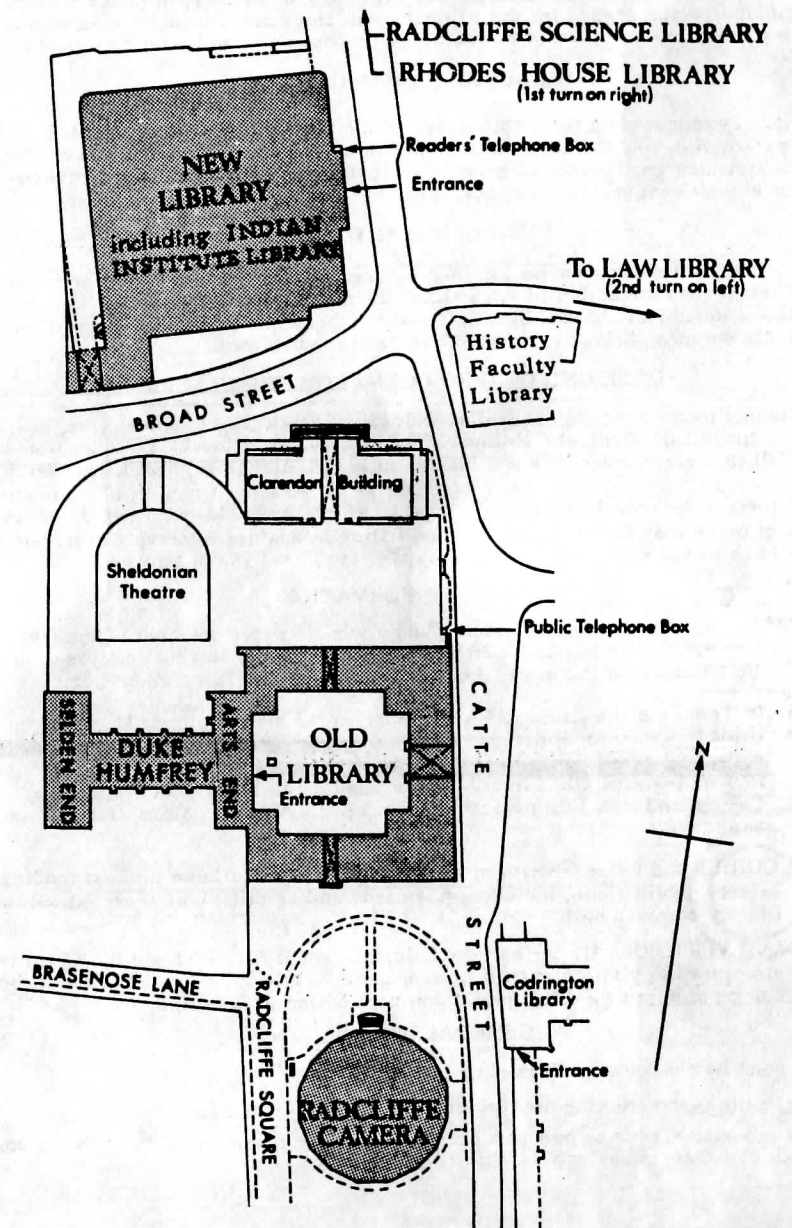 RADCLIFFE SCIENCE LIBRARY
RHODES HOUSE LIBRARY
(1st turn on right)
Readers' Telephone Box
Entrance
NEW
LIBRARY
including INDIAN
INSTITUTE LIBRARY
To LAW LIBRARY
(2nd turn on left)
History
Faculty
Library
BROAD STREET
Clarendon Building
Sheldonian
Theatre
Public Telephone Box
SELDEN END
DUKE
HUMFREY
ARTS END
OLD
LIBRARY
Entrance
CATTE STREET
N
BRASENOSE LANE
RADCLIFFE SQUARE
Codrington
Library
Entrance
RADCLIFFE
CAMERA